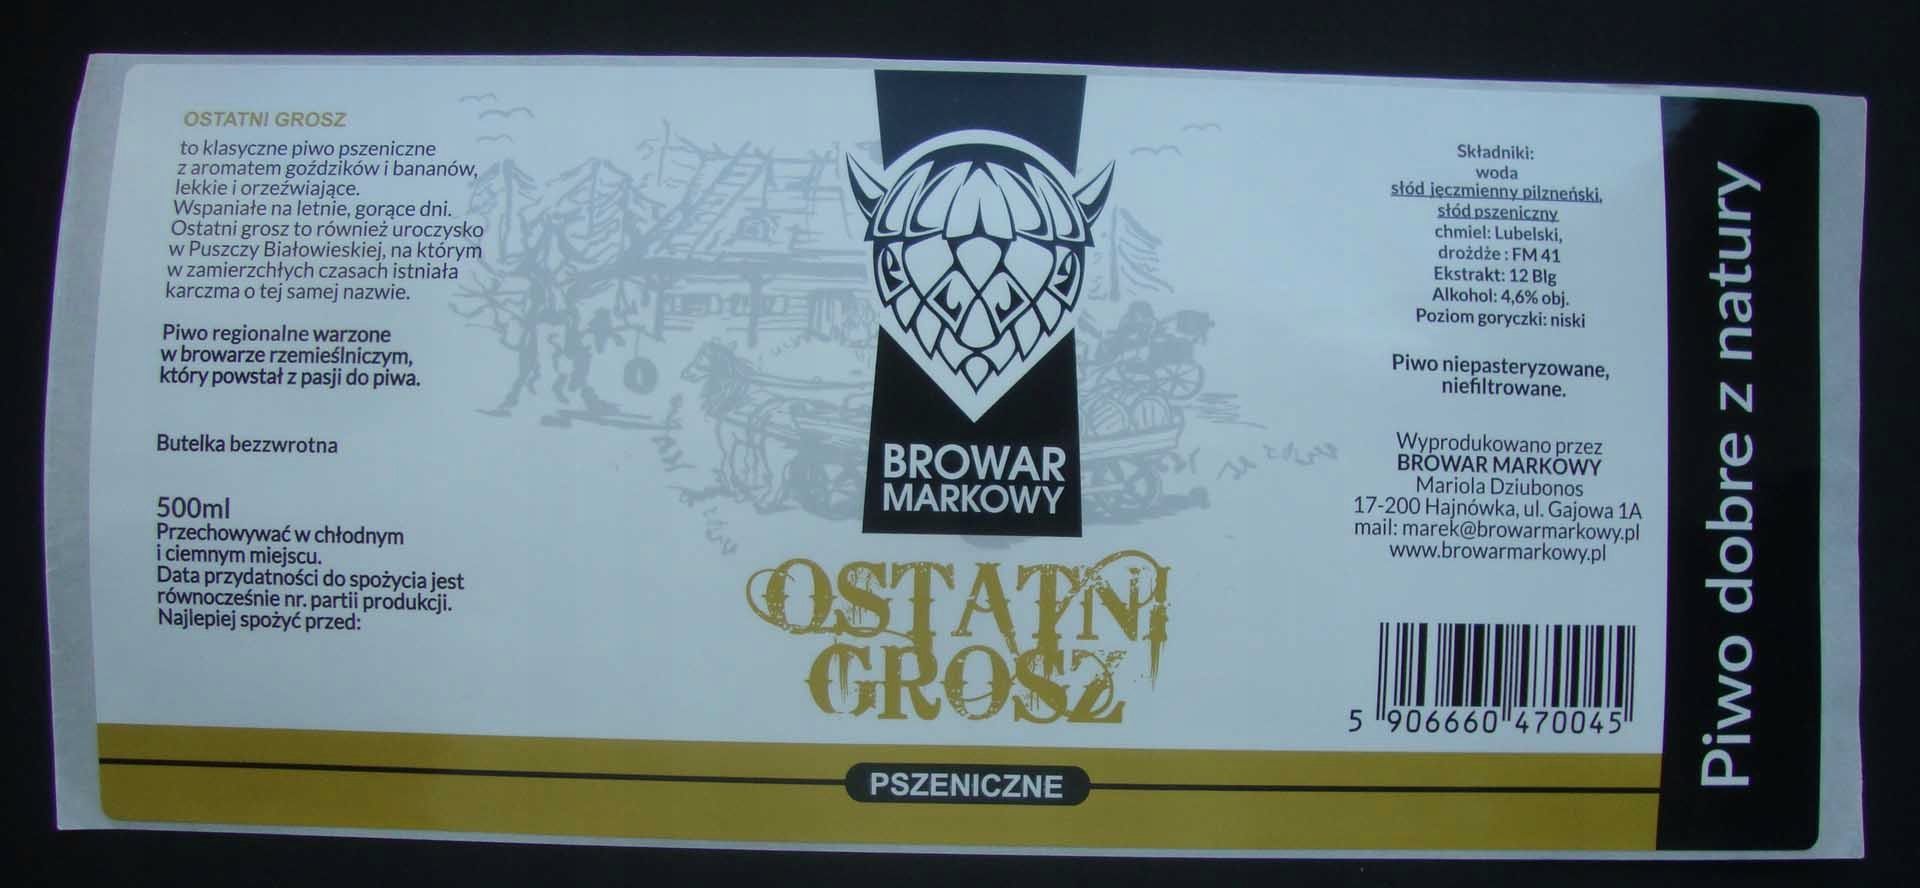 OSTATNI GROSZ
to klasyczne piwo pszeniczne
z aromatem goździków i bananów,
lekkie i orzeźwiające.
Wspaniałe na letnie, gorące dni.
Ostatni grosz to również uroczysko
w Puszczy Białowieskiej, na którym
w zamierzchłych czasach istniała
karczma o tej samej nazwie.
Piwo regionalne warzone
w browarze rzemieślniczym,
który powstał z pasji do piwa.
Butelka bezzwrotna
500ml
Przechowywać w chłodnym
i ciemnym miejscu.
Data przydatności do spożycia jest
równocześnie nr. partii produkcji.
Najlepiej spożyć przed:
BROWAR
MARKOWY
OSTATNI
GROSZ
PSZENICZNE
Składniki:
woda
słód jęczmienny pilzneński,
słód pszeniczny
chmiel: Lubelski,
drożdże : FM 41
Ekstrakt: 12 Blg
Alkohol: 4,6% obj.
Poziom goryczki: niski
Piwo niepasteryzowane,
niefiltrowane.
Wyprodukowano przez
BROWAR MARKOWY
Mariola Dziubonos
17-200 Hajnówka, ul. Gajowa 1A
mail: marek@browarmarkowy.pl
www.browarmarkowy.pl
5 906660 470045
Piwo dobre z natury